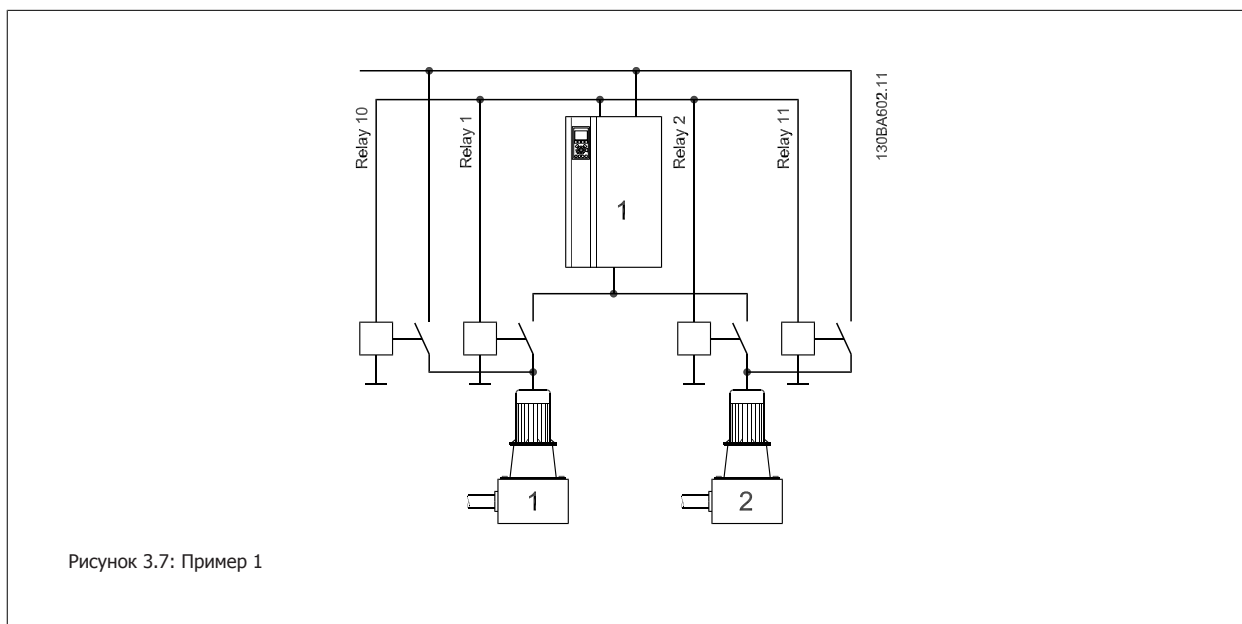 Relay 10
Relay 1
Relay 2
Relay 11
130BA602.11
1
1
2
Рисунок 3.7: Пример 1